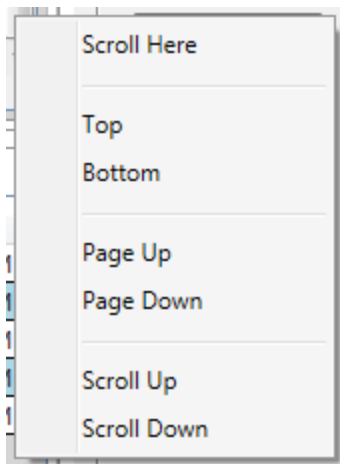 Scroll Here
Top
Bottom
Page Up
Page Down
Scroll Up
Scroll Down